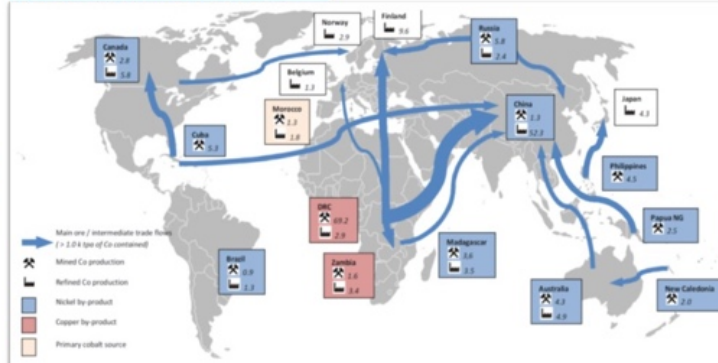 Norway
2.9
Finland
9.6
Russia
5.8
2.4
Canada
2.8
5.8
Belgium
1.3
Morocco
1.3
1.8
China
1.3
52.3
Japan
4.3
Cuba
5.3
Philippines
4.5
DRC
69.2
2.9
Papua NG
2.5
Madagascar
3.6
3.5
Zambia
1.6
3.4
Brazil
0.9
1.3
Australia
4.3
4.9
New Caledonia
2.0
Main ore / intermediate trade flows
( > 1.0 k tpa of Co contained)
Mined Co production
Refined Co production
Nickel by-product
Copper by-product
Primary cobalt source